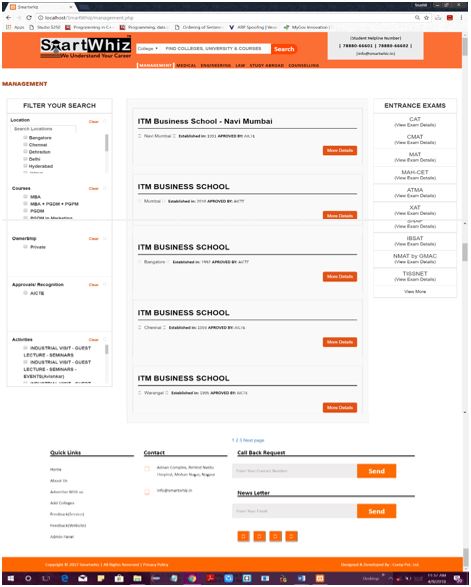 Smartwhiz
localhost/SmartWhiz/management.php
Apps
Studio 5250
Programming in C
Programming, data
Ordering of Sentenc
ARP Spoofing | Vera
MyGov Innovation |
SmartWhiz
We Understand Your Career
College
FIND COLLEGES, UNIVERSITY & COURSES
Search
(Student Helpline Number)
| 78880-66601 | 78880-66602 |
|info@smartwhiz.in|
|MANAGEMENT| MEDICAL ENGINEERING LAW STUDY ABROAD COUNSELLING
MANAGEMENT
FILTER YOUR SEARCH
Location Clear
Search Locations
Bangalore
Chennai
Dehradun
Delhi
Hyderabad
Courses Clear
MBA
MBA + PGDM + PGPM
PGDM
PGDM in Marketing
Ownership Clear
Private
Approvals/ Recognition Clear
AICTE
Activities Clear
INDUSTRIAL VISIT - GUEST
LECTURE - SEMINARS
INDUSTRIAL VISIT - GUEST
LECTURE - SEMINARS -
EVENTS(Avishkar)
INDUSTRIAL VISIT - GUEST
ITM Business School - Navi Mumbai
Navi Mumbai Established in: 1991 APROVED BY: AICTE
More Details
ITM BUSINESS SCHOOL
Mumbai Established in: APROVED BY: AICTE
More Details
ITM BUSINESS SCHOOL
Bangalore Established in: APROVED BY: AICTE
More Details
ITM BUSINESS SCHOOL
Chennai Established in: APROVED BY: AICTE
More Details
ITM BUSINESS SCHOOL
Warangal Established in: APROVED BY: AICTE
More Details
ENTRANCE EXAMS
CAT
(View Exam Details)
CMAT
(View Exam Details)
MAT
(View Exam Details)
MAH-CET
(View Exam Details)
ATMA
(View Exam Details)
XAT
(View Exam Details)
SNAP
(View Exam Details)
IBSAT
(View Exam Details)
NMAT by GMAC
(View Exam Details)
TISSNET
(View Exam Details)
View More
1 2 3 Next page
Quick Links
Home
About Us
Advertise With us
Add Colleges
Feedback(Service)
Feedback(Website)
Admin Panel
Contact
Complex, Behind
Hospital, Mohan Nagar, Nagpur
info@smartwhiz.in
Call Back Request
Enter Your Contact Number
Send
News Letter
Enter Your Email
Send
Copyright © 2017 Smartwhiz | All Rights Reserved | Privacy Policy
Designed & Developed By : Comp Pvt. Ltd.
Desktop
11:57 AM
4/9/2018